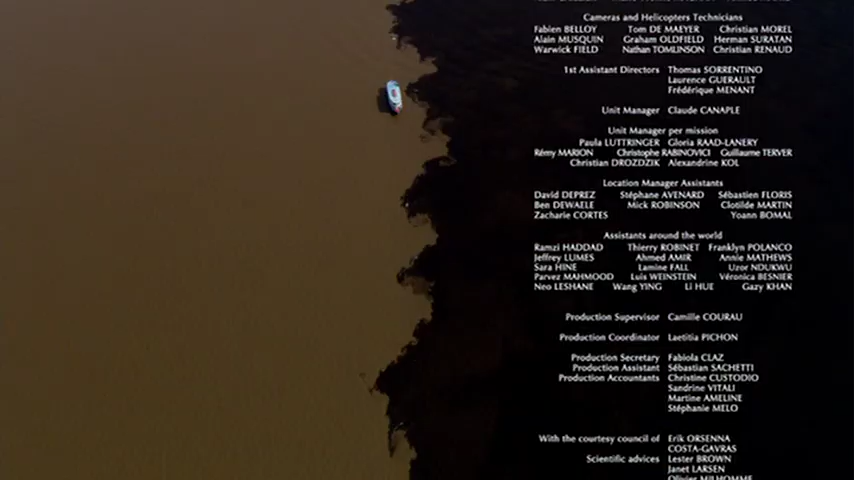 Cameras and Helicopters Technicians
Fabien BELLOY Tom DE MAEYER Christian MOREL
Alain MUSQUIN Graham OLDFIELD Herman SURATAN
Warwick FIELD Nathan TOMLINSON Christian RENAUD
1st Assistant Directors Thomas SORRENTINO
Laurence GUERAULT
Frédérique MENANT
Unit Manager Claude CANAPLE
Unit Manager per mission
Paula LUTTRINGER Gloria RAAD-LANERY
Rémy MARION Christophe RABINOVICI Guillaume TERVER
Christian DROZDZIK Alexandrine KOL
Location Manager Assistants
David DEPREZ Stéphane AVENARD Sébastien FLORIS
Ben DEWAELE Mick ROBINSON Clotilde MARTIN
Zacharie CORTES Yoann BOMAL
Assistants around the world
Ramzi HADDAD Thierry ROBINET Franklyn POLANCO
Jeffrey LUMES Ahmed AMIR Annie MATHEWS
Sara HINE Lamine FALL Uzor NDUKWU
Parvez MAHMOOD Luis WEINSTEIN Véronica BESNIER
Neo LESHANE Wang YING Li HUE Gazy KHAN
Production Supervisor Camille COURAU
Production Coordinator Laetitia PICHON
Production Secretary Fabiola CLAZ
Production Assistant Sébastian SACHETTI
Production Accountants Christine CUSTODIO
Sandrine VITALI
Martine AMELINE
Stéphanie MELO
With the courtesy council of Erik ORSENNA
COSTA-GAVRAS
Scientific advices Lester BROWN
Janet LARSEN
Olivier MILHOMME